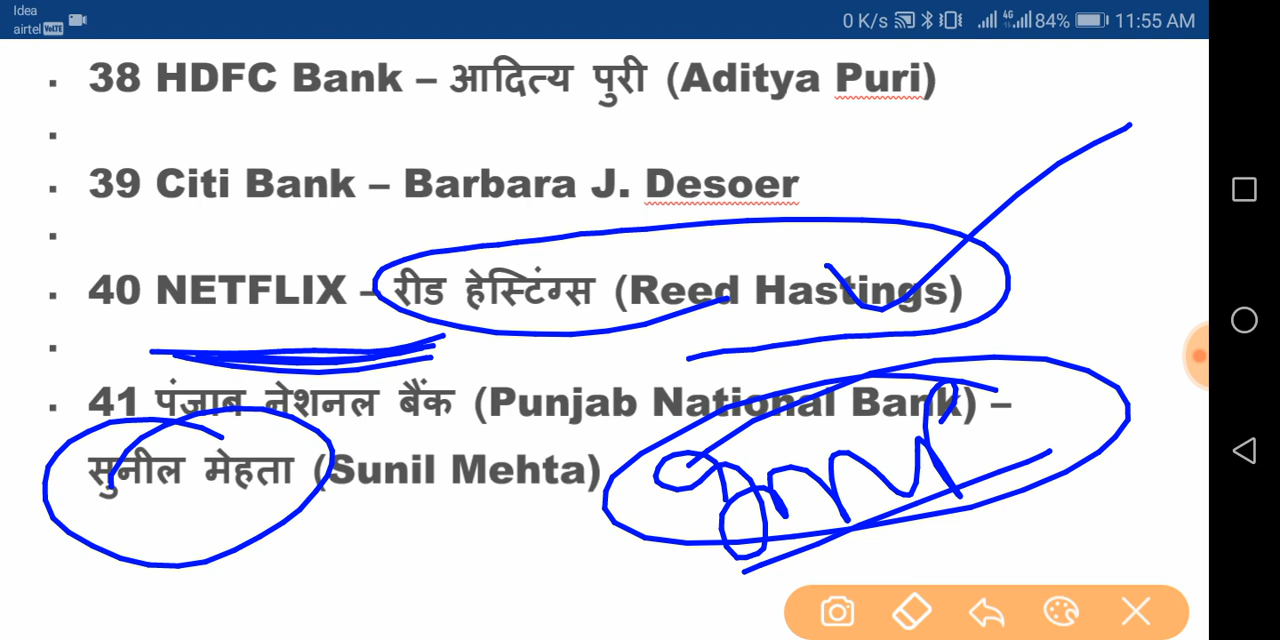 Idea
airtel VoLTE
0 K/s 4G 84% 11:55 AM
38 HDFC Bank – आदित्य पुरी (Aditya Puri)
39 Citi Bank – Barbara J. Desoer
40 NETFLIX – रीड हेस्टिंग्स (Reed Hastings)
41 पंजाब नेशनल बैंक (Punjab National Bank) –
सुनील मेहता (Sunil Mehta)